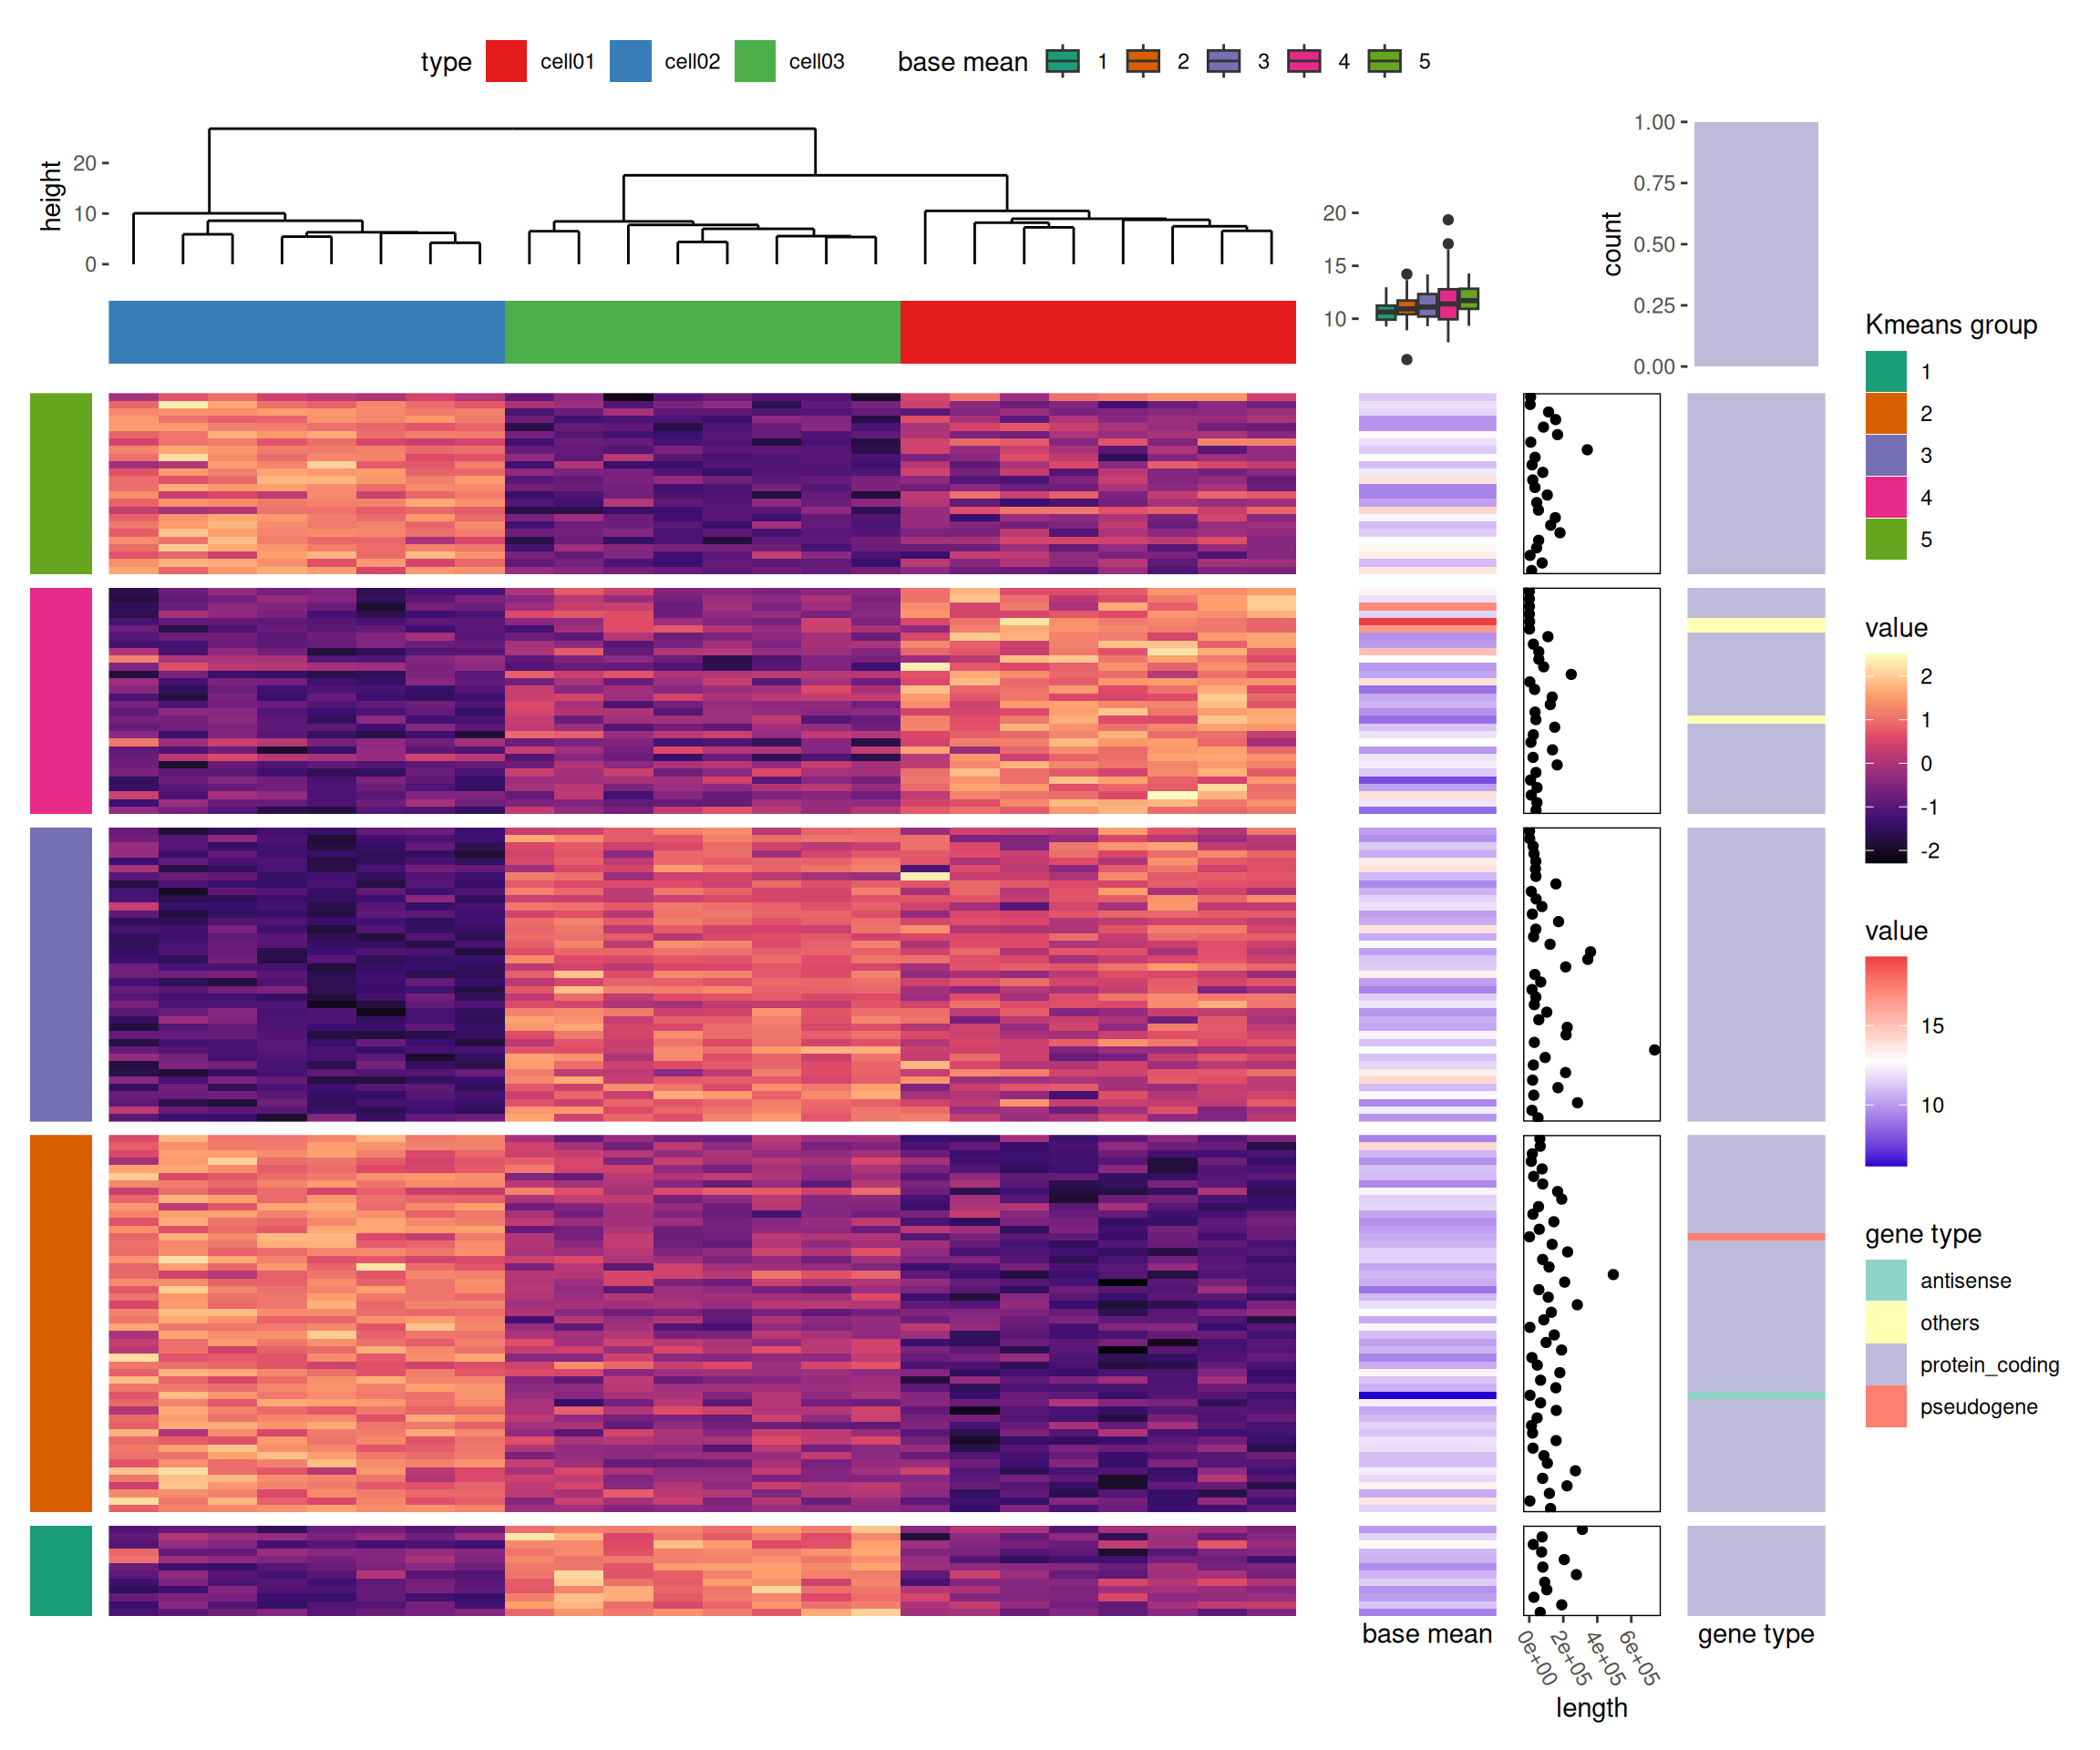 type cell01 cell02 cell03 base mean 1 2 3 4 5
height
20
10
0
20
15
10
count
1.00
0.75
0.50
0.25
0.00
Kmeans group
1
2
3
4
5
value
2
1
0
-1
-2
value
15
10
gene type
antisense
others
protein_coding
pseudogene
base mean
0e+00 2e+05 4e+05 6e+05
length
gene type